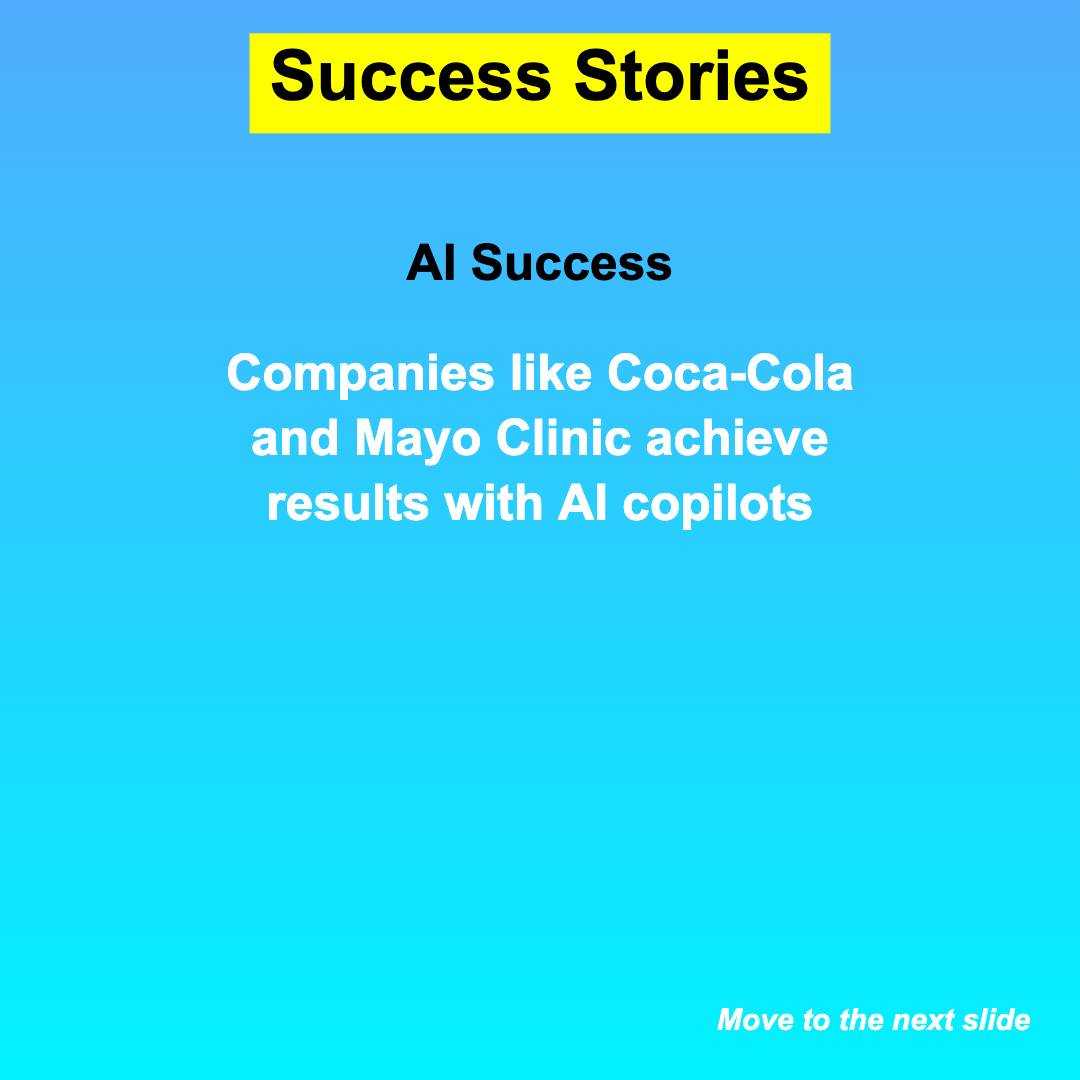 Success Stories
AI Success
Companies like Coca-Cola
and Mayo Clinic achieve
results with AI copilots
Move to the next slide